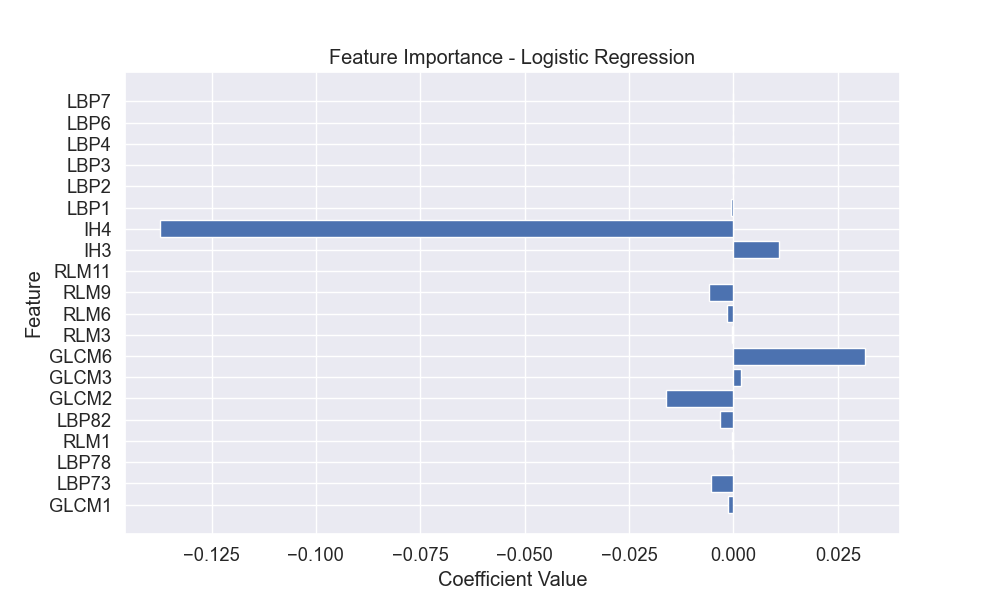 Feature Importance - Logistic Regression
LBP7
LBP6
LBP4
LBP3
LBP2
LBP1
IH4
IH3
RLM11
RLM9
RLM6
RLM3
GLCM6
GLCM3
GLCM2
LBP82
RLM1
LBP78
LBP73
GLCM1
Feature
−0.125 −0.100 −0.075 −0.050 −0.025 0.000 0.025
Coefficient Value